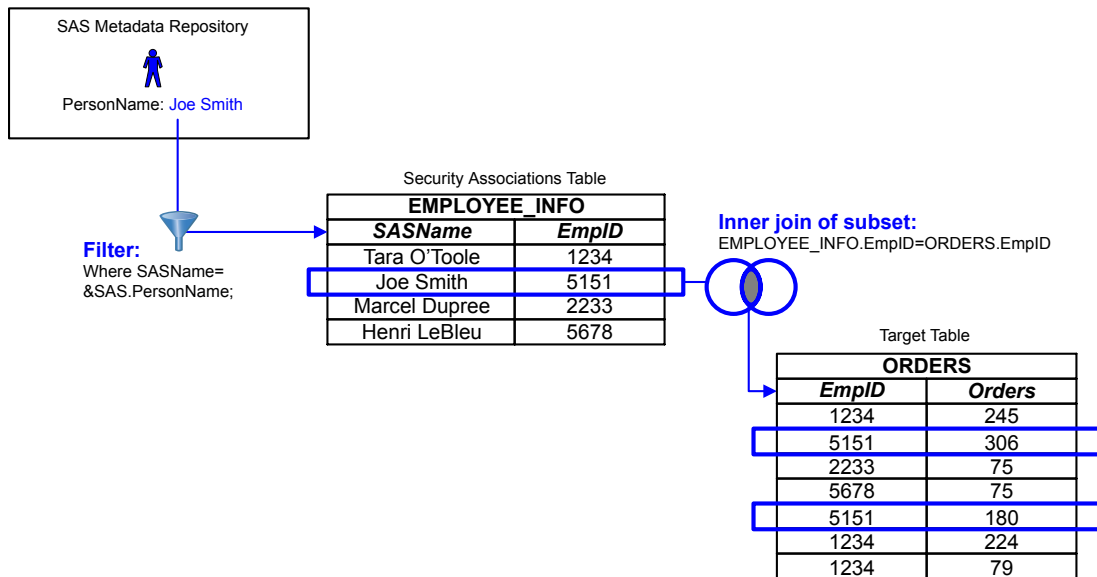 SAS Metadata Repository
PersonName: Joe Smith
Filter:
Where SASName=
&SAS.PersonName;
Security Associations Table
EMPLOYEE_INFO
SASName EmpID
Tara O'Toole 1234
Joe Smith 5151
Marcel Dupree 2233
Henri LeBleu 5678
Inner join of subset:
EMPLOYEE_INFO.EmpID=ORDERS.EmpID
Target Table
ORDERS
EmpID Orders
1234 245
5151 306
2233 75
5678 75
5151 180
1234 224
1234 79